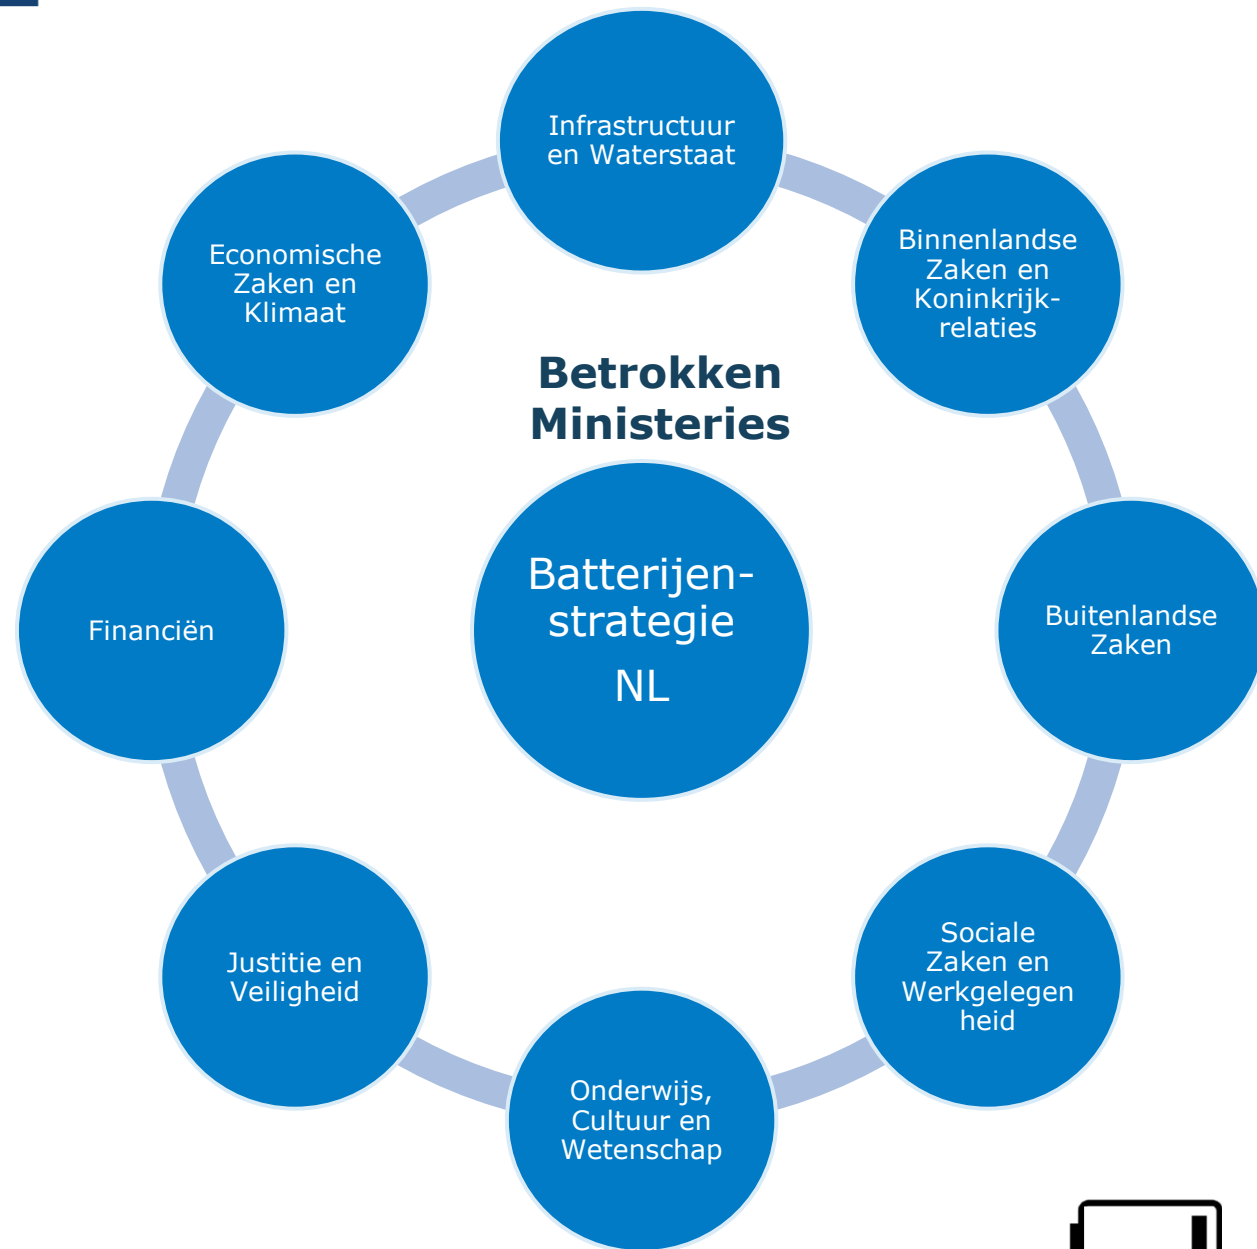 Infrastructuur
en Waterstaat
Economische
Zaken en
Klimaat
Binnenlandse
Zaken en
Koninkrijk-
relaties
Betrokken
Ministeries
Batterijen-
strategie
NL
Financiën
Buitenlandse
Zaken
Justitie en
Veiligheid
Sociale
Zaken en
Werkgelegen
heid
Onderwijs,
Cultuur en
Wetenschap